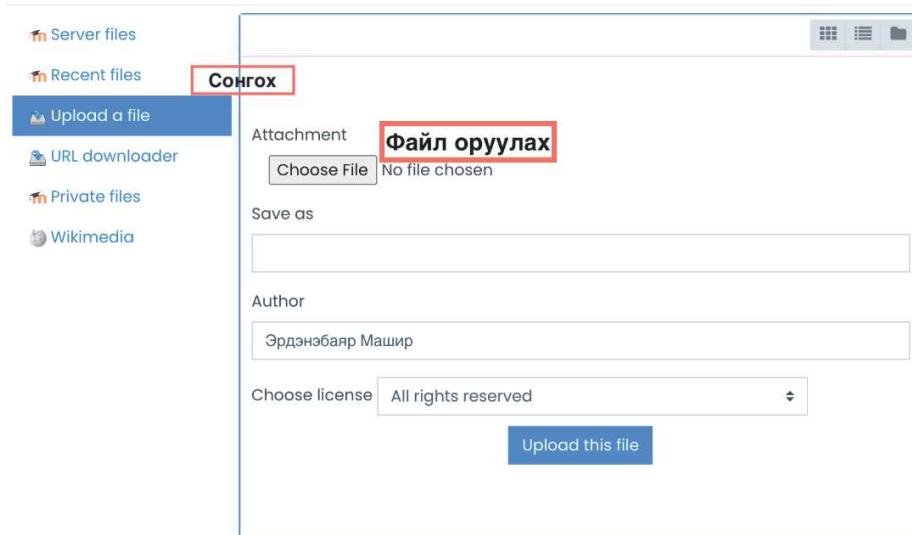 Server files
Recent files
Upload a file
URL downloader
Private files
Wikimedia
Сонгох
Attachment
Файл оруулах
Choose File No file chosen
Save as
Author
Эрдэнэбаяр Машир
Choose license All rights reserved
Upload this file